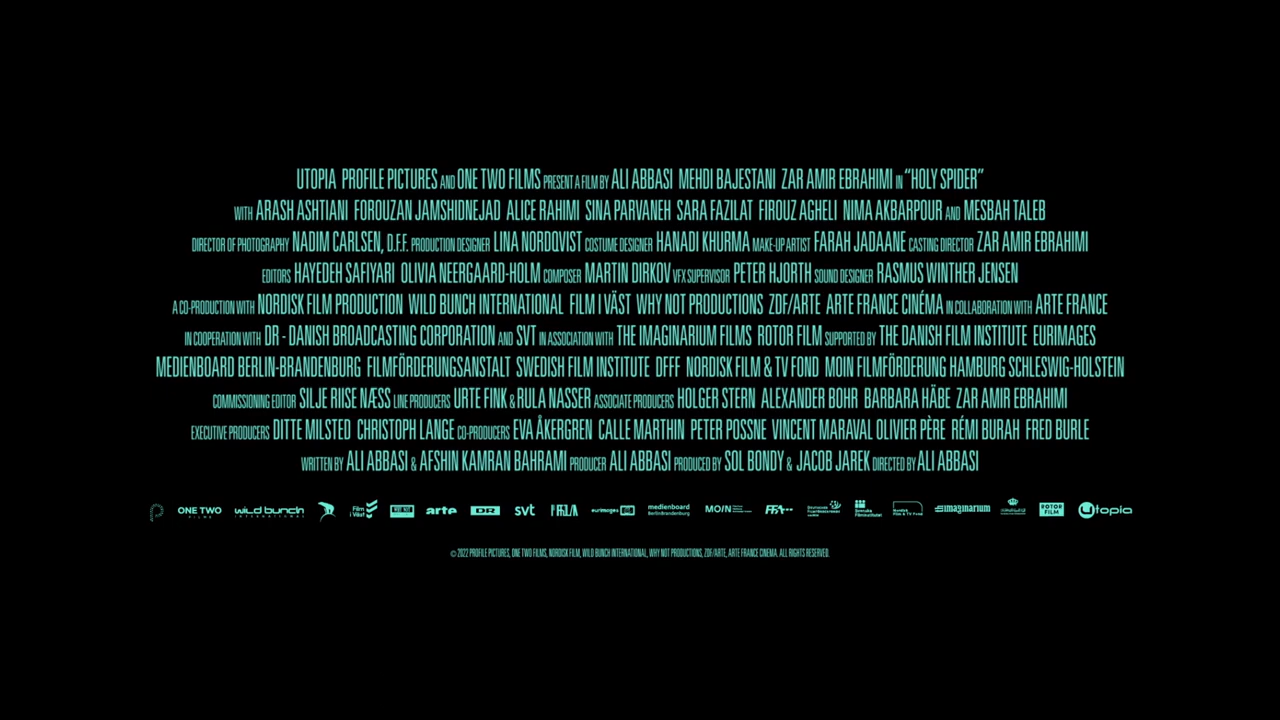 UTOPIA PROFILE PICTURES AND ONE TWO FILMS PRESENT A FILM BY ALI ABBASI MEHDI BAJESTANI ZAR AMIR EBRAHIMI IN “HOLY SPIDER”
WITH ARASH ASHTIANI FOROUZAN JAMSHIDNEJAD ALICE RAHIMI SINA PARVANEH SARA FAZILAT FIROUZ AGHELI NIMA AKBARPOUR AND MESBAH TALEB
DIRECTOR OF PHOTOGRAPHY NADIM CARLSEN, D.F.F. PRODUCTION DESIGNER LINA NORDQVIST COSTUME DESIGNER HANADI KHURMA MAKE-UP ARTIST FARAH JADAANE CASTING DIRECTOR ZAR AMIR EBRAHIMI
EDITORS HAYEDEH SAFIYARI OLIVIA NEERGAARD-HOLM COMPOSER MARTIN DIRKOV VFX SUPERVISOR PETER HJORTH SOUND DESIGNER RASMUS WINTHER JENSEN
A CO-PRODUCTION WITH NORDISK FILM PRODUCTION WILD BUNCH INTERNATIONAL FILM I VÄST WHY NOT PRODUCTIONS ZDF/ARTE ARTE FRANCE CINÉMA IN COLLABORATION WITH ARTE FRANCE
IN COOPERATION WITH DR - DANISH BROADCASTING CORPORATION AND SVT IN ASSOCIATION WITH THE IMAGINARIUM FILMS ROTOR FILM SUPPORTED BY THE DANISH FILM INSTITUTE EURIMAGES
MEDIENBOARD BERLIN-BRANDENBURG FILMFÖRDERUNGSANSTALT SWEDISH FILM INSTITUTE DFFF NORDISK FILM & TV FOND MOIN FILMFÖRDERUNG HAMBURG SCHLESWIG-HOLSTEIN
COMMISSIONING EDITOR SILJE RIISE NÆSS LINE PRODUCERS URTE FINK & RULA NASSER ASSOCIATE PRODUCERS HOLGER STERN ALEXANDER BOHR BARBARA HÄBE ZAR AMIR EBRAHIMI
EXECUTIVE PRODUCERS DITTE MILSTED CHRISTOPH LANGE CO-PRODUCERS EVA ÅKERGREN CALLE MARTHIN PETER POSSNE VINCENT MARAVAL OLIVIER PÈRE RÉMI BURAH FRED BURLE
WRITTEN BY ALI ABBASI & AFSHIN KAMRAN BAHRAMI PRODUCER ALI ABBASI PRODUCED BY SOL BONDY & JACOB JAREK DIRECTED BY ALI ABBASI
ONE TWO FILMS wild bunch INTERNATIONAL Film i Väst arte DR svt eurimages medienboard BerlinBrandenburg MOIN FFA imaginarium ROTOR FILM utopia
© 2022 PROFILE PICTURES, ONE TWO FILMS, NORDISK FILM, WILD BUNCH INTERNATIONAL, WHY NOT PRODUCTIONS, ZDF/ARTE, ARTE FRANCE CINEMA. ALL RIGHTS RESERVED.